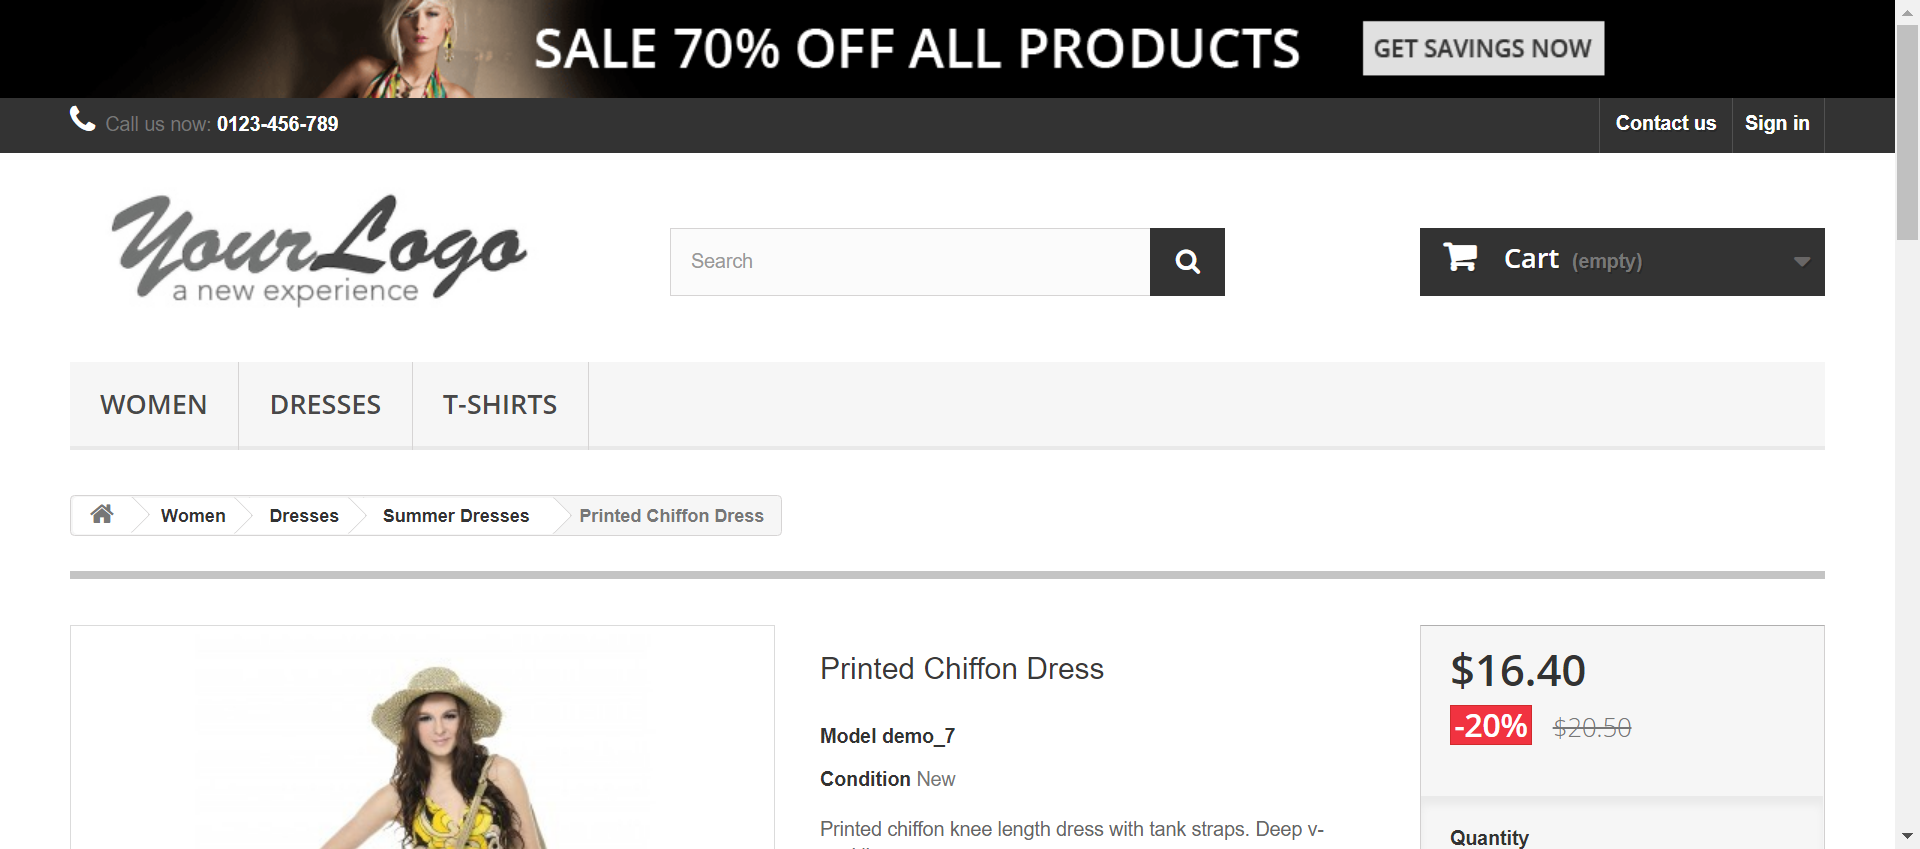 SALE 70% OFF ALL PRODUCTS
GET SAVINGS NOW
Call us now: 0123-456-789
Contact us
Sign in
YourLogo
a new experience
Search
Cart (empty)
WOMEN
DRESSES
T-SHIRTS
Women
Dresses
Summer Dresses
Printed Chiffon Dress
Printed Chiffon Dress
Model demo_7
Condition New
Printed chiffon knee length dress with tank straps. Deep v-
$16.40
-20% $20.50
Quantity